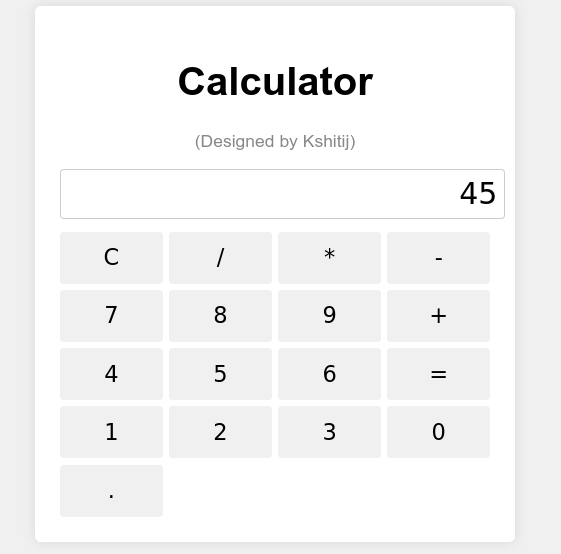 Calculator
(Designed by Kshitij)
45
C / * -
7 8 9 +
4 5 6 =
1 2 3 0
.